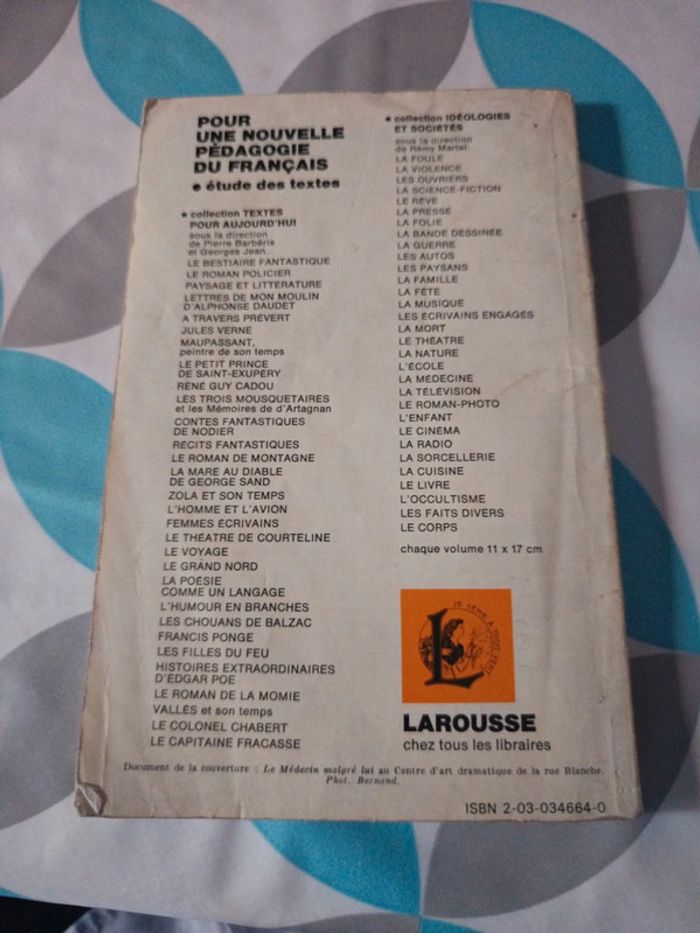 POUR
UNE NOUVELLE
PÉDAGOGIE
DU FRANÇAIS
• étude des textes
• collection TEXTES
POUR AUJOURD'HUI
sous la direction
de Pierre Barbéris
et Georges Jean.
LE BESTIAIRE FANTASTIQUE
LE ROMAN POLICIER
PAYSAGE ET LITTÉRATURE
LETTRES DE MON MOULIN
D'ALPHONSE DAUDET
A TRAVERS PRÉVERT
JULES VERNE
MAUPASSANT,
peintre de son temps
LE PETIT PRINCE
DE SAINT-EXUPÉRY
RENÉ GUY CADOU
LES TROIS MOUSQUETAIRES
et les Mémoires de d'Artagnan
CONTES FANTASTIQUES
DE NODIER
RÉCITS FANTASTIQUES
LE ROMAN DE MONTAGNE
LA MARE AU DIABLE
DE GEORGE SAND
ZOLA ET SON TEMPS
L'HOMME ET L'AVION
FEMMES ÉCRIVAINS
LE THÉATRE DE COURTELINE
LE VOYAGE
LE GRAND NORD
LA POÉSIE
COMME UN LANGAGE
L'HUMOUR EN BRANCHES
LES CHOUANS DE BALZAC
FRANCIS PONGE
LES FILLES DU FEU
HISTOIRES EXTRAORDINAIRES
D'EDGAR POE
LE ROMAN DE LA MOMIE
VALLÈS et son temps
LE COLONEL CHABERT
LE CAPITAINE FRACASSE
• collection IDÉOLOGIES
ET SOCIÉTÉS
sous la direction
de Rémy Martel.
LA FOULE
LA VIOLENCE
LES OUVRIERS
LA SCIENCE-FICTION
LE RÊVE
LA PRESSE
LA FOLIE
LA BANDE DESSINÉE
LA GUERRE
LES AUTOS
LES PAYSANS
LA FAMILLE
LA FÊTE
LA MUSIQUE
LES ÉCRIVAINS ENGAGÉS
LA MORT
LE THÉATRE
LA NATURE
L'ÉCOLE
LA MÉDECINE
LA TÉLÉVISION
LE ROMAN-PHOTO
L'ENFANT
LE CINÉMA
LA RADIO
LA SORCELLERIE
LA CUISINE
LE LIVRE
L'OCCULTISME
LES FAITS DIVERS
LE CORPS
chaque volume 11 x 17 cm
JE SÈME A TOUT VENT
L
LAROUSSE
chez tous les libraires
Document de la couverture : Le Médecin malgré lui au Centre d'art dramatique de la rue Blanche.
Phot. Bernand.
ISBN 2-03-034664-0